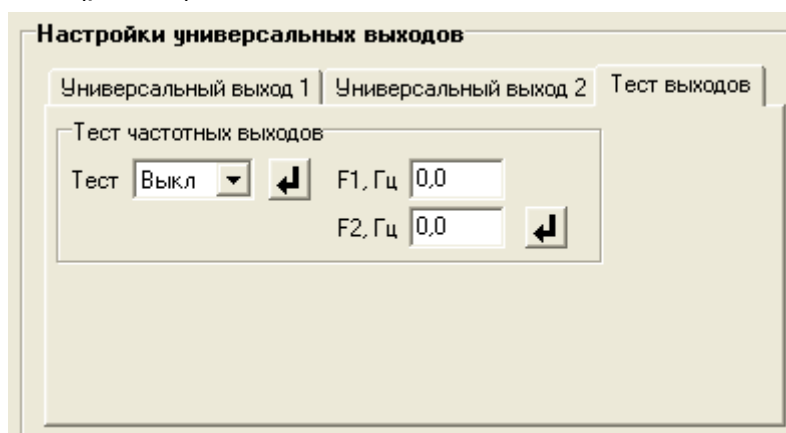 Настройки универсальных выходов
Универсальный выход 1 Универсальный выход 2 Тест выходов
Тест частотных выходов
Тест Выкл F1, Гц 0,0
F2, Гц 0,0